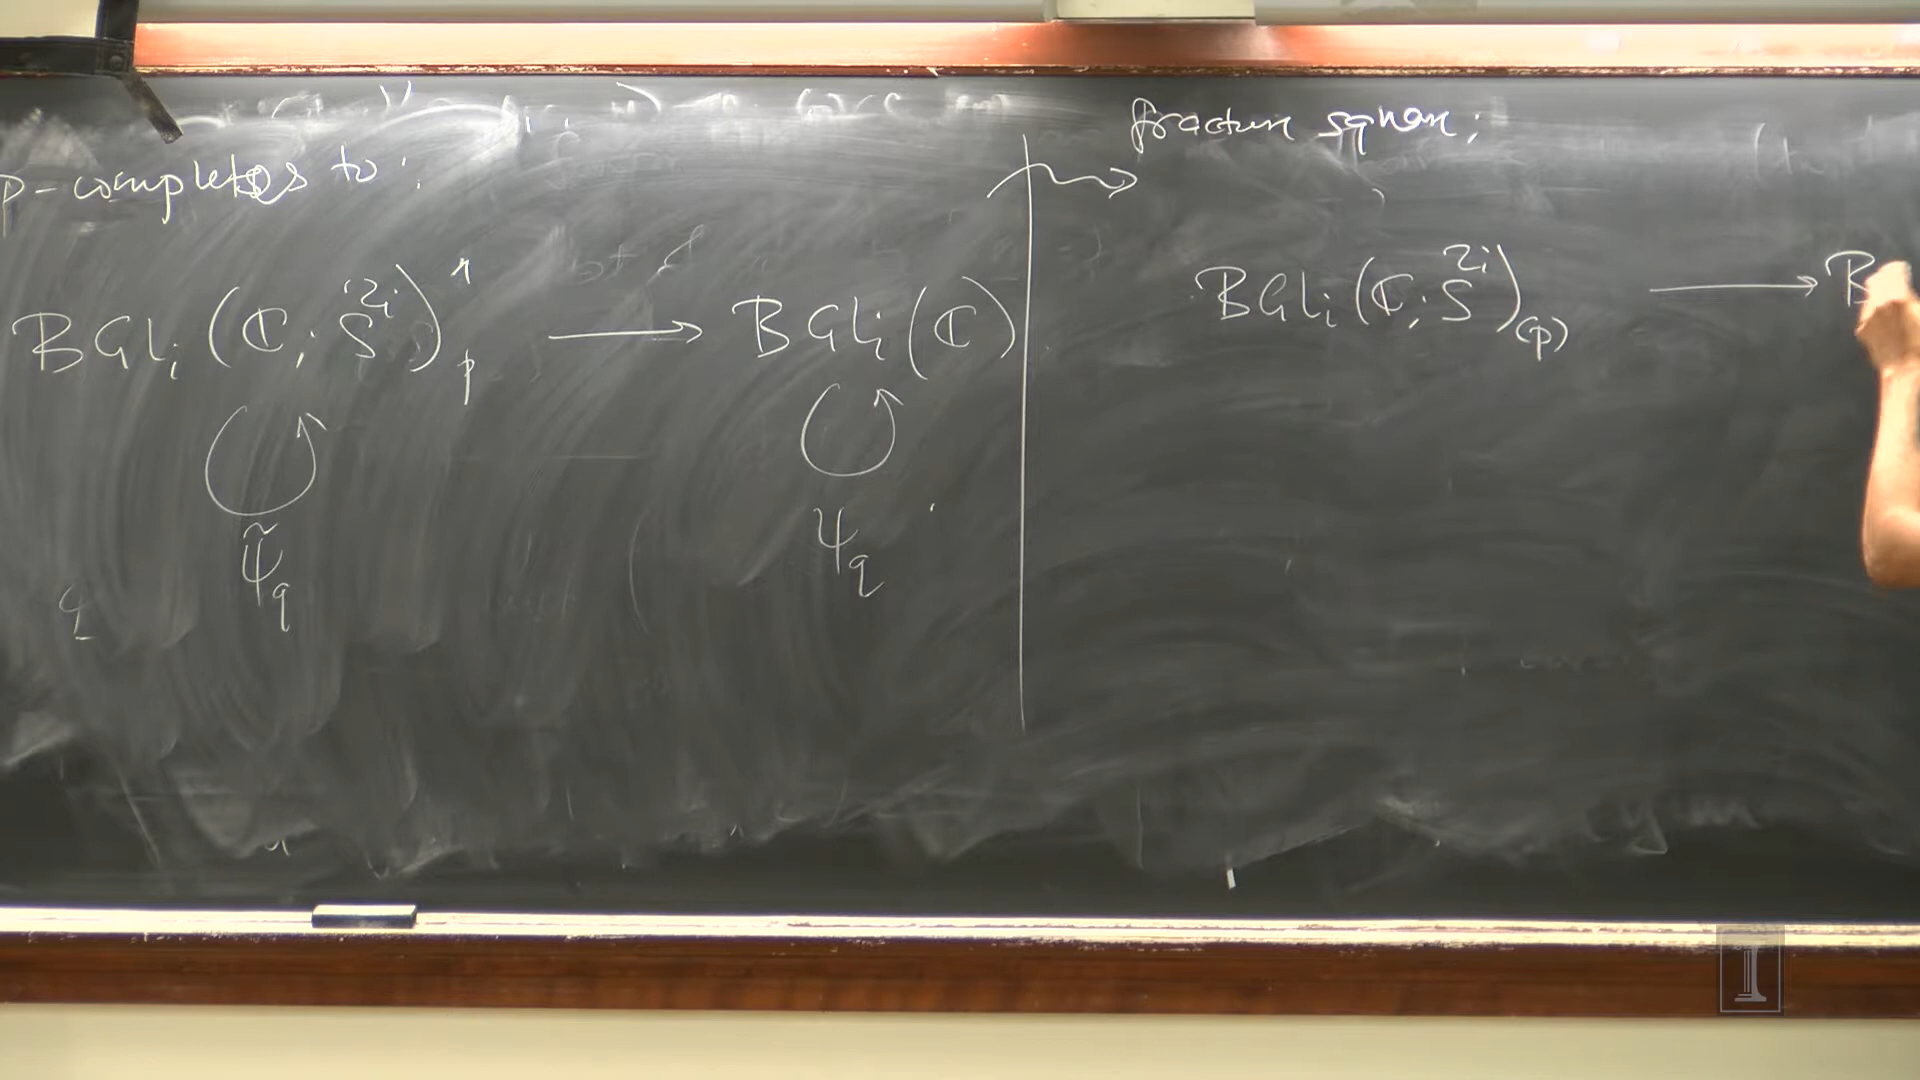 p-completes to:
BGL_i (ℂ; S^{2i})^∧_p ⟶ BGL_i (ℂ)
ψ̃_q ψ_q
q
fracture square;
BGL_i (ℂ; S^{2i})_{(p)} ⟶ B
I